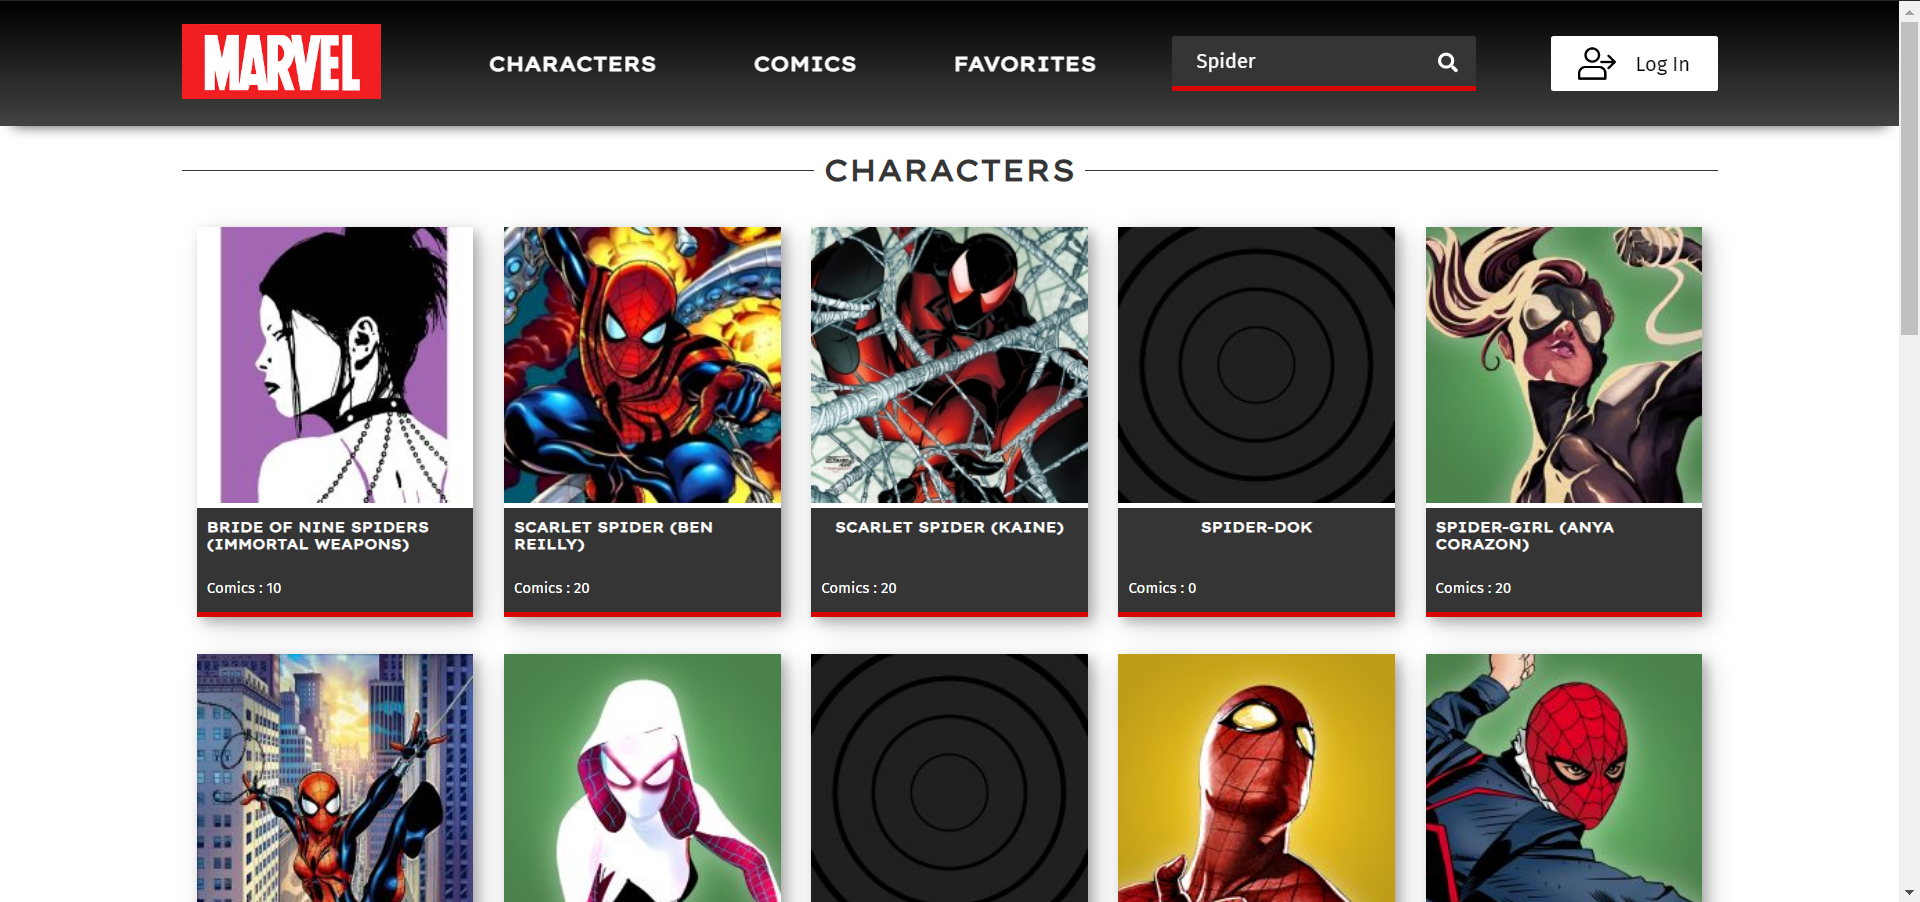 MARVEL
CHARACTERS
COMICS
FAVORITES
Spider
Log In
CHARACTERS
BRIDE OF NINE SPIDERS
(IMMORTAL WEAPONS)
Comics : 10
SCARLET SPIDER (BEN
REILLY)
Comics : 20
SCARLET SPIDER (KAINE)
Comics : 20
SPIDER-DOK
Comics : 0
SPIDER-GIRL (ANYA
CORAZON)
Comics : 20